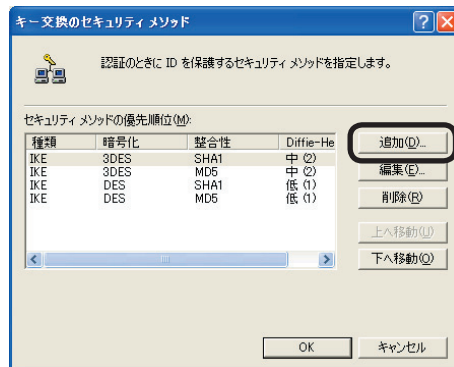 キー交換のセキュリティ メソッド
認証のときに ID を保護するセキュリティ メソッドを指定します。
セキュリティ メソッドの優先順位(M):
種類 暗号化 整合性 Diffie-He
IKE 3DES SHA1 中 (2)
IKE 3DES MD5 中 (2)
IKE DES SHA1 低 (1)
IKE DES MD5 低 (1)
追加(D)...
編集(E)...
削除(R)
上へ移動(U)
下へ移動(O)
OK
キャンセル